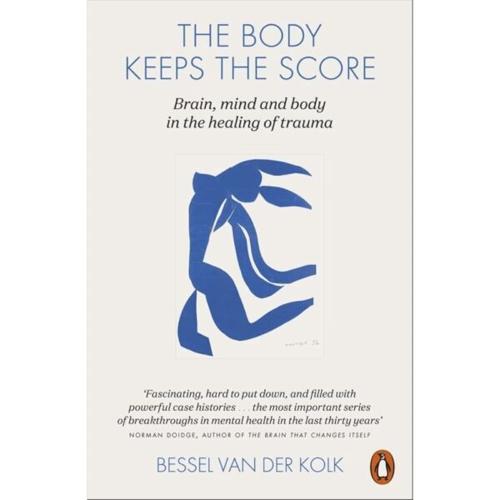 THE BODY
KEEPS THE SCORE
Brain, mind and body
in the healing of trauma
‘Fascinating, hard to put down, and filled with
powerful case histories . . . the most important series
of breakthroughs in mental health in the last thirty years’
NORMAN DOIDGE, AUTHOR OF THE BRAIN THAT CHANGES ITSELF
BESSEL VAN DER KOLK